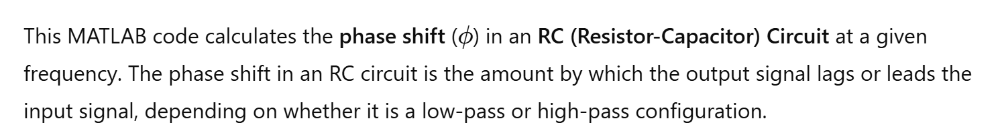 This MATLAB code calculates the phase shift (ϕ) in an RC (Resistor-Capacitor) Circuit at a given
frequency. The phase shift in an RC circuit is the amount by which the output signal lags or leads the
input signal, depending on whether it is a low-pass or high-pass configuration.